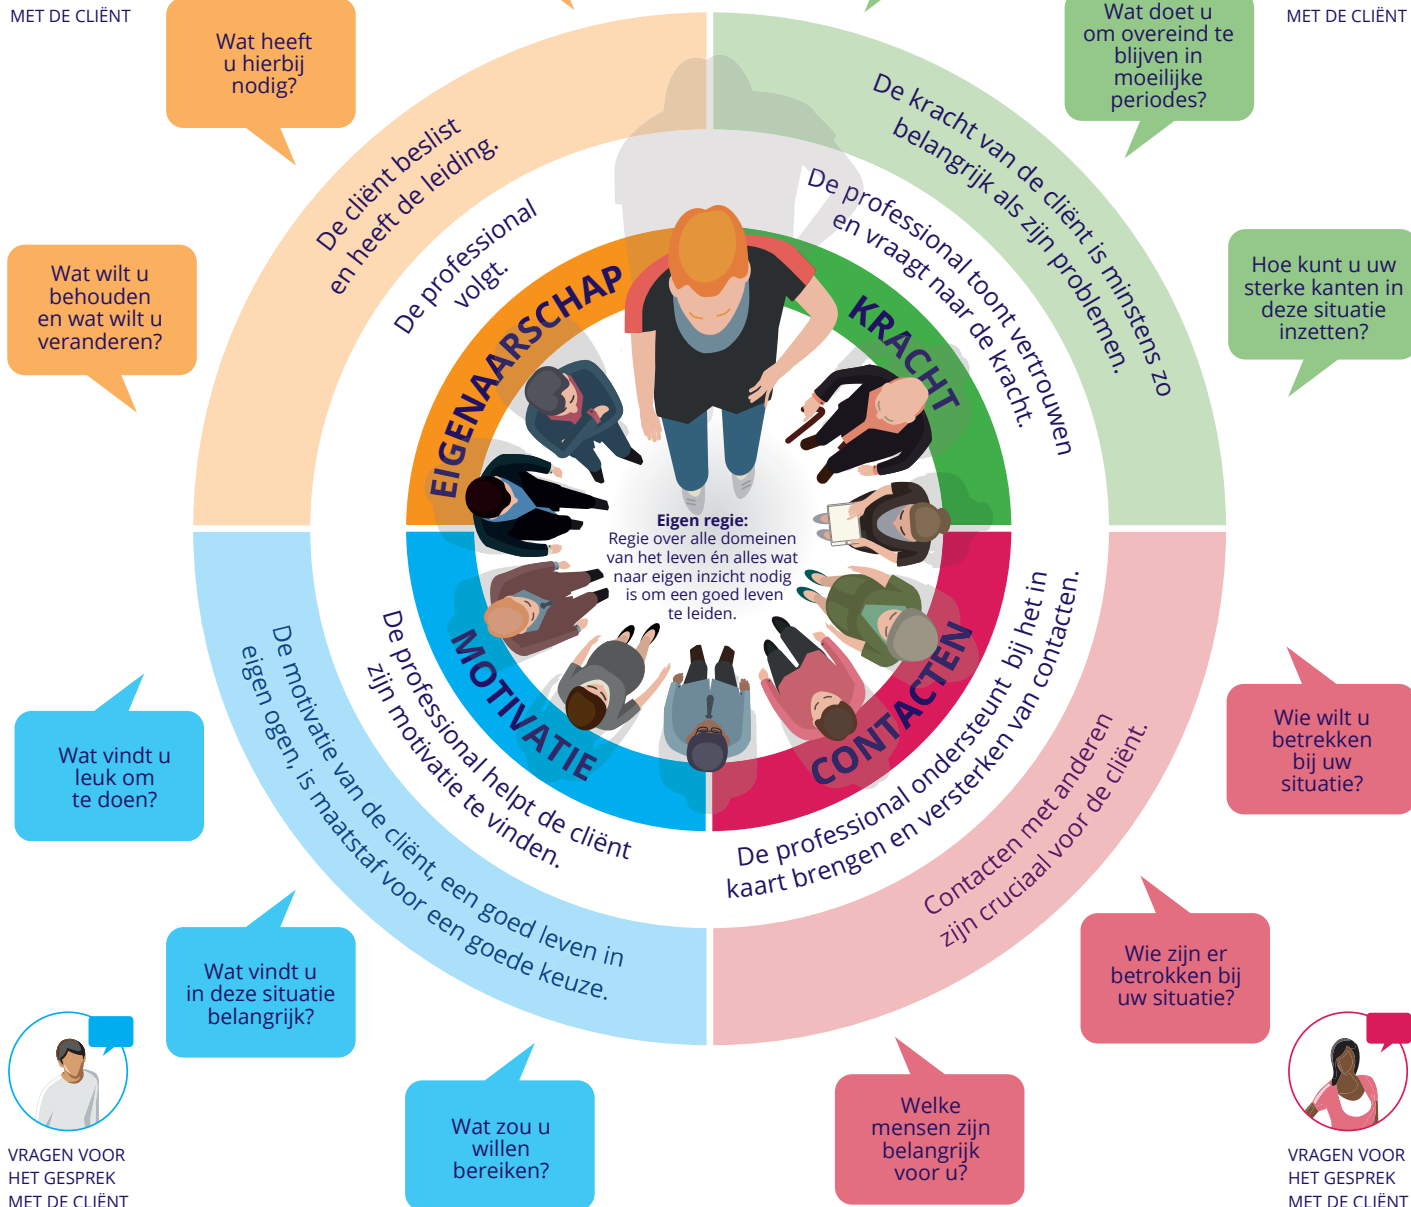 MET DE CLIËNT
Wat heeft
u hierbij
nodig?
Wat doet u
om overeind te
blijven in
moeilijke
periodes?
MET DE CLIËNT
De cliënt beslist
en heeft de leiding.
De professional
volgt.
De kracht van de cliënt is minstens zo
belangrijk als zijn problemen.
De professional toont vertrouwen
en vraagt naar de kracht.
Wat wilt u
behouden
en wat wilt u
veranderen?
Hoe kunt u uw
sterke kanten in
deze situatie
inzetten?
EIGENAARSCHAP
KRACHT
Eigen regie:
Regie over alle domeinen
van het leven én alles wat
naar eigen inzicht nodig
is om een goed leven
te leiden.
MOTIVATIE
CONTACTEN
De professional helpt de cliënt
zijn motivatie te vinden.
De motivatie van de cliënt, een goed leven in
eigen ogen, is maatstaf voor een goede keuze.
De professional ondersteunt bij het in
kaart brengen en versterken van contacten.
Contacten met anderen
zijn cruciaal voor de cliënt.
Wat vindt u
leuk om
te doen?
Wie wilt u
betrekken
bij uw
situatie?
Wat vindt u
in deze situatie
belangrijk?
Wie zijn er
betrokken bij
uw situatie?
Wat zou u
willen
bereiken?
Welke
mensen zijn
belangrijk
voor u?
VRAGEN VOOR
HET GESPREK
MET DE CLIËNT
VRAGEN VOOR
HET GESPREK
MET DE CLIËNT